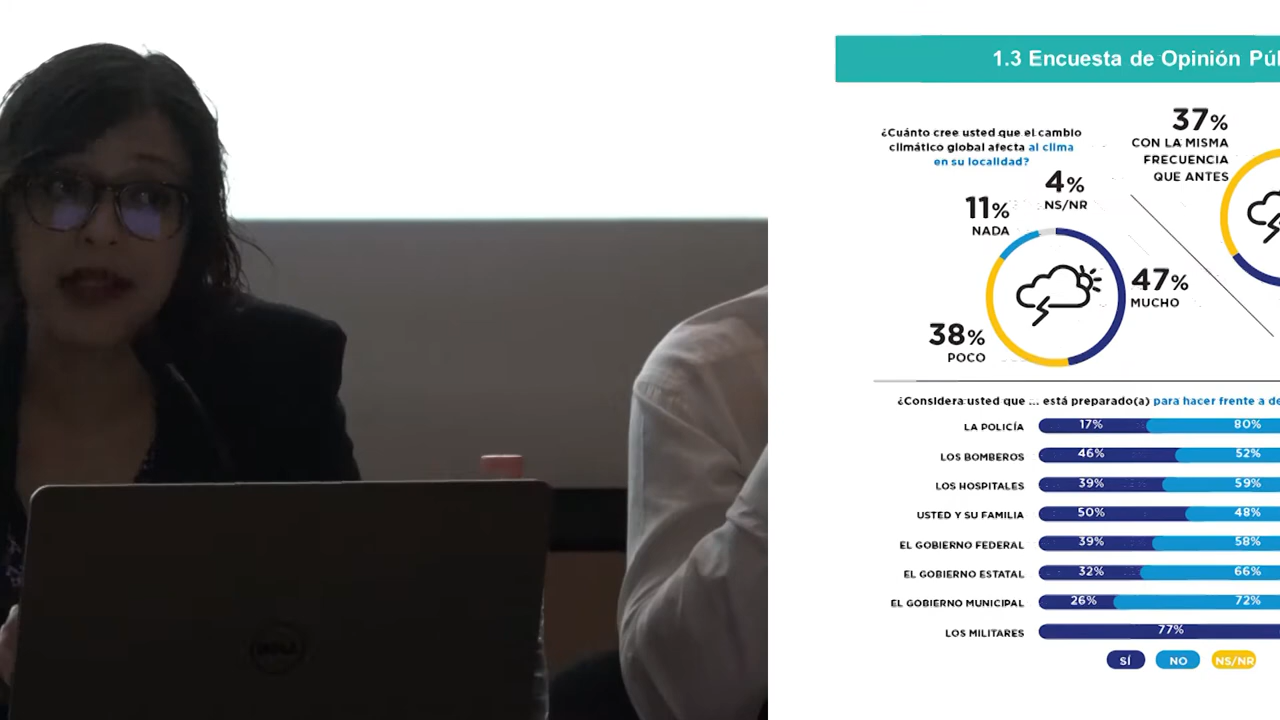 1.3 Encuesta de Opinión
¿Cuánto cree usted que el cambio
climático global afecta al clima
en su localidad?
4%
NS/NR
11%
NADA
47%
MUCHO
38%
POCO
37%
CON LA MISMA
FRECUENCIA
QUE ANTES
¿Considera usted que ... está preparado(a) para hacer frente a
LA POLICÍA 17% 80%
LOS BOMBEROS 46% 52%
LOS HOSPITALES 39% 59%
USTED Y SU FAMILIA 50% 48%
EL GOBIERNO FEDERAL 39% 58%
EL GOBIERNO ESTATAL 32% 66%
EL GOBIERNO MUNICIPAL 26% 72%
LOS MILITARES 77%
SÍ NO NS/NR
DELL